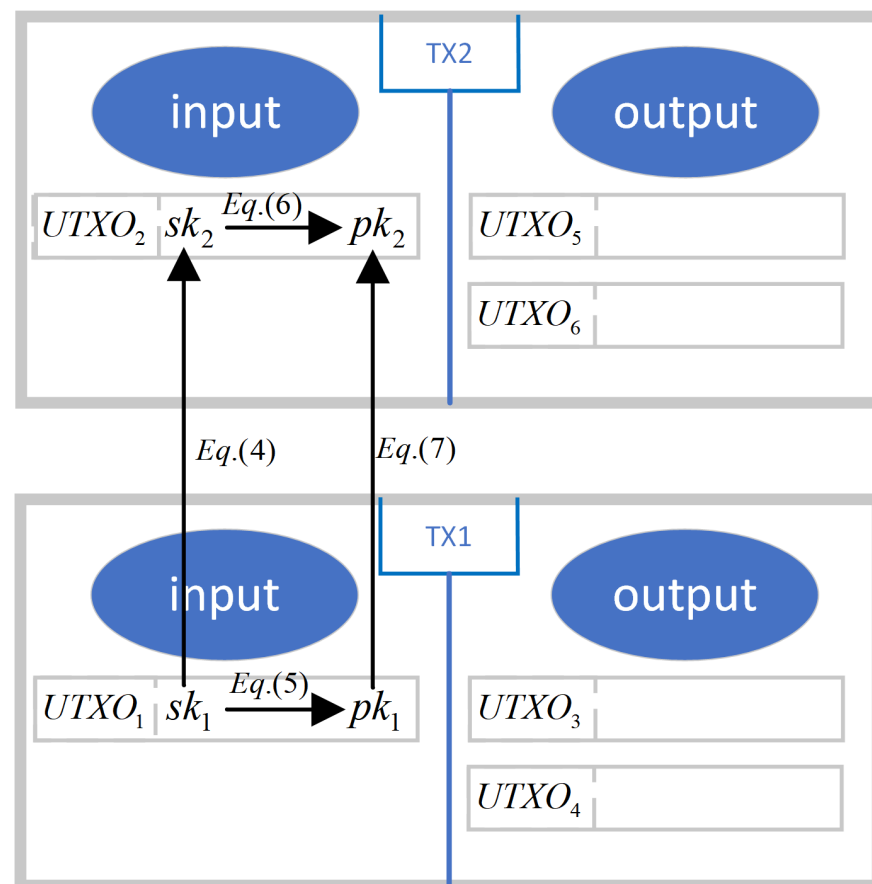 TX2
input
output
UTXO₂ sk₂ Eq.(6) pk₂
UTXO₅
UTXO₆
Eq.(4)
Eq.(7)
TX1
input
output
UTXO₁ sk₁ Eq.(5) pk₁
UTXO₃
UTXO₄